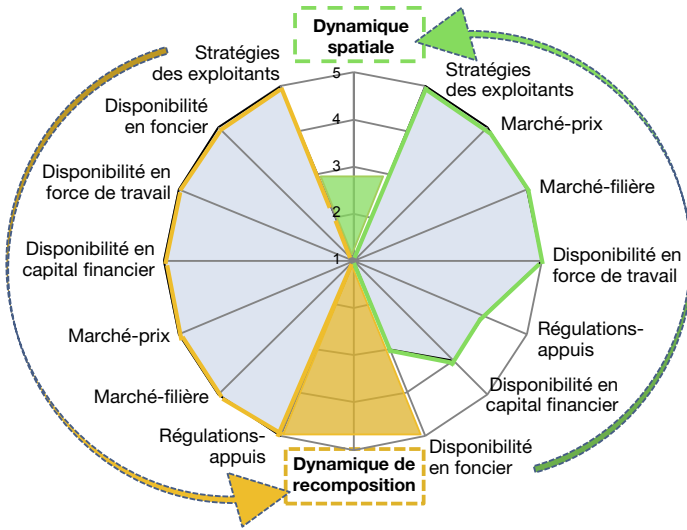 Dynamique
spatiale
Stratégies
des exploitants
Disponibilité
en foncier
Disponibilité en
force de travail
Disponibilité en
capital financier
Marché-prix
Marché-filière
Régulations-
appuis
5
4
3
2
1
Stratégies
des exploitants
Marché-prix
Marché-filière
Disponibilité en
force de travail
Régulations-
appuis
Disponibilité en
capital financier
Disponibilité
en foncier
Dynamique de
recomposition